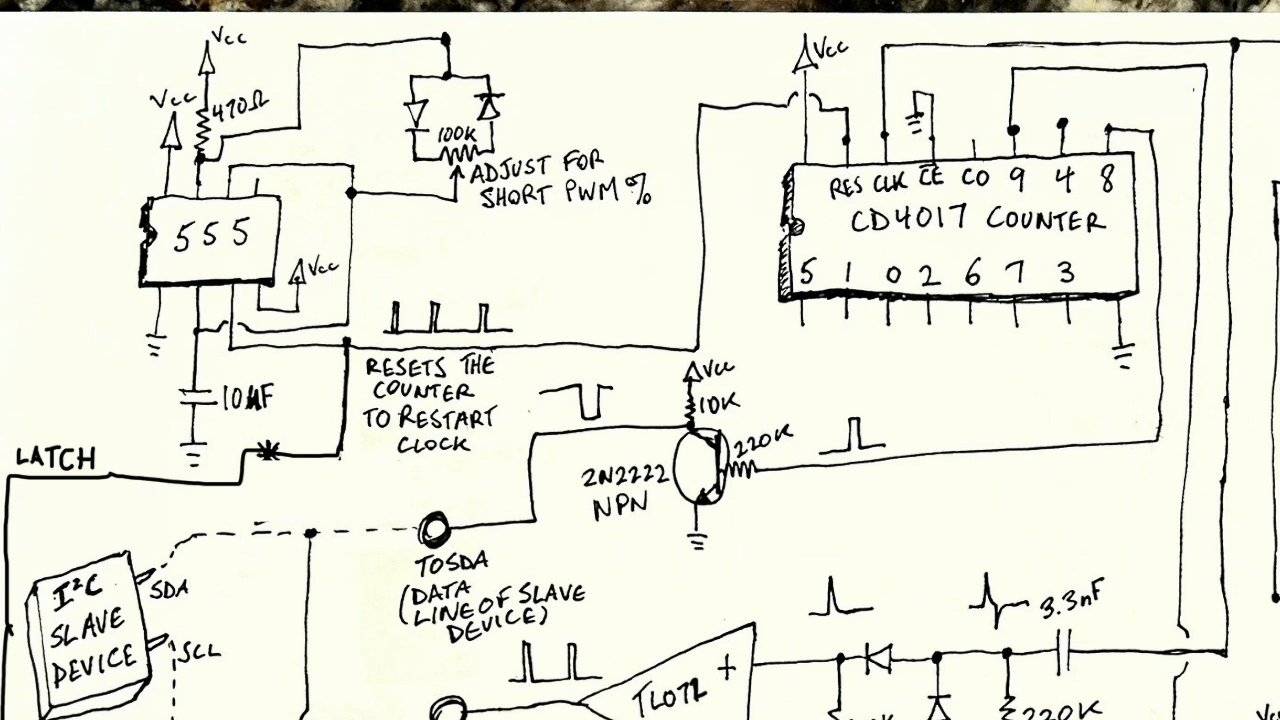 Vcc
Vcc
470Ω
555
Vcc
10µF
100K
ADJUST FOR
SHORT PWM %
RESETS THE
COUNTER
TO RESTART
CLOCK
LATCH
Vcc
RES CLK CE CO 9 4 8
CD4017 COUNTER
5 1 0 2 6 7 3
Vcc
10K
220K
2N2222
NPN
I²C
SLAVE
DEVICE
SDA
SCL
TOSDA
(DATA
LINE OF SLAVE
DEVICE)
+
TL072
3.3nF
220K